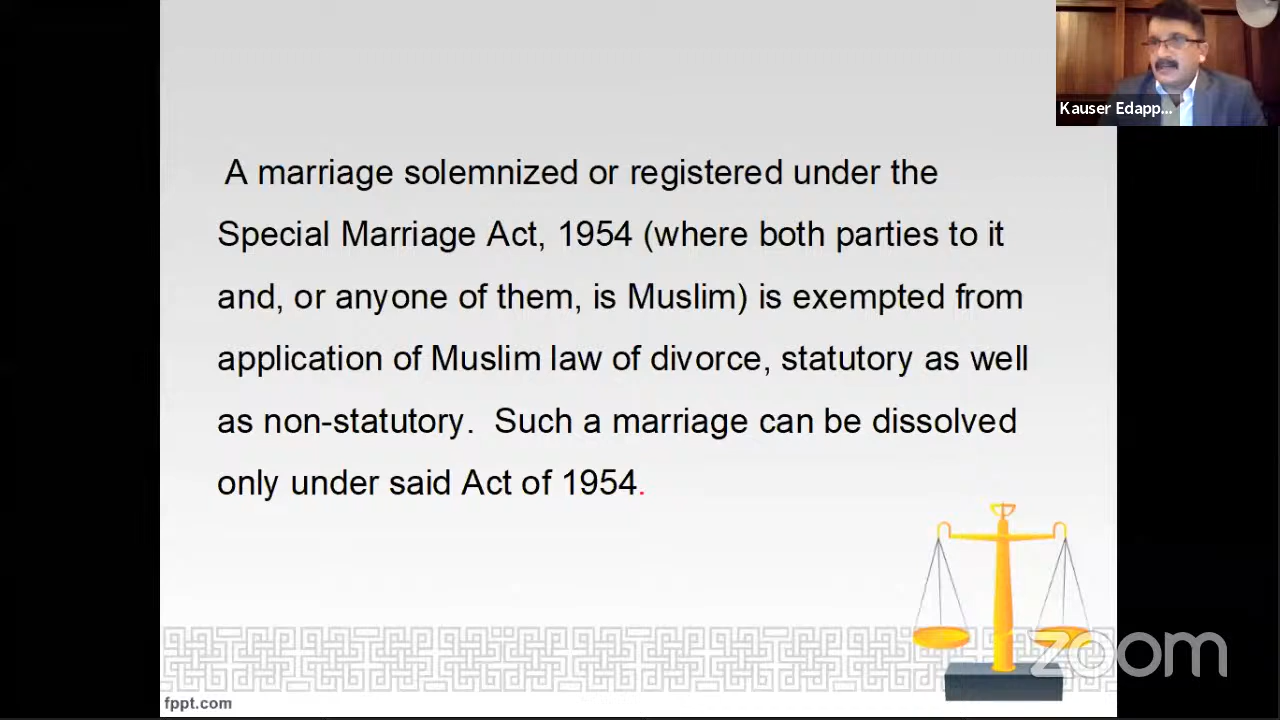 Kauser Edapp...
A marriage solemnized or registered under the
Special Marriage Act, 1954 (where both parties to it
and, or anyone of them, is Muslim) is exempted from
application of Muslim law of divorce, statutory as well
as non-statutory. Such a marriage can be dissolved
only under said Act of 1954.
zoom
fppt.com